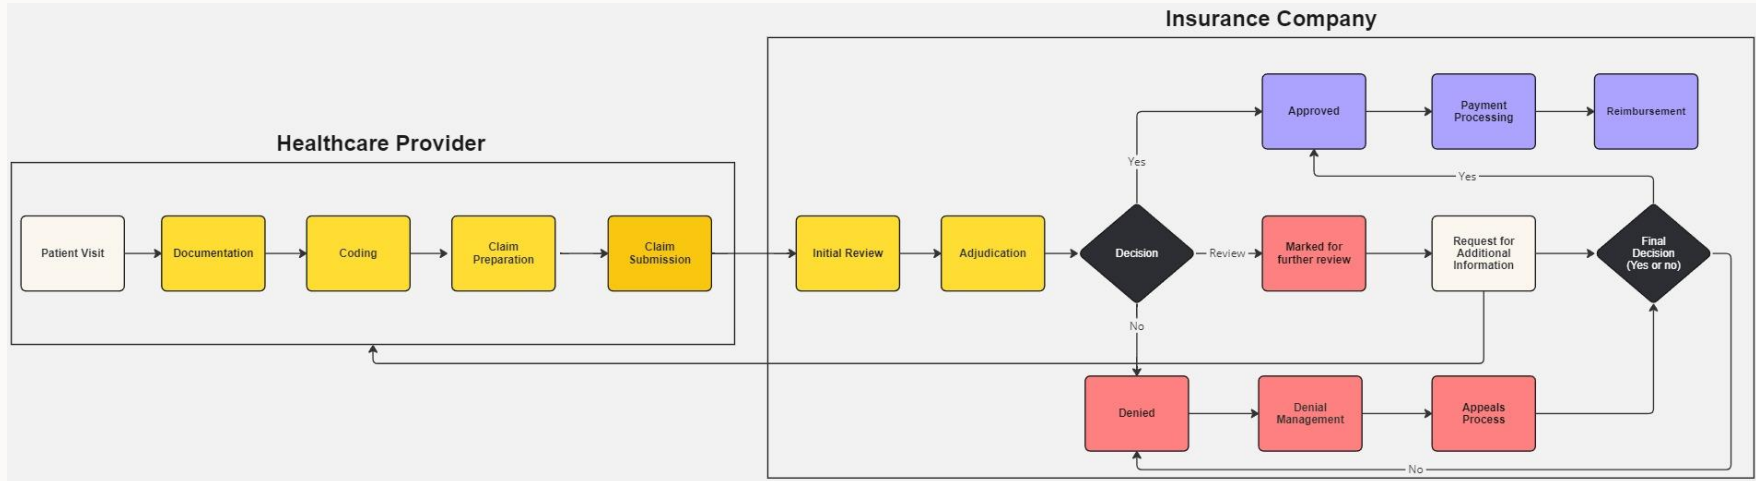 Insurance Company
Healthcare Provider
Patient Visit
Documentation
Coding
Claim
Preparation
Claim
Submission
Initial Review
Adjudication
Decision
Yes
Approved
Payment
Processing
Reimbursement
Review
Marked for
further review
Request for
Additional
Information
Final
Decision
(Yes or no)
Yes
No
Denied
Denial
Management
Appeals
Process
No